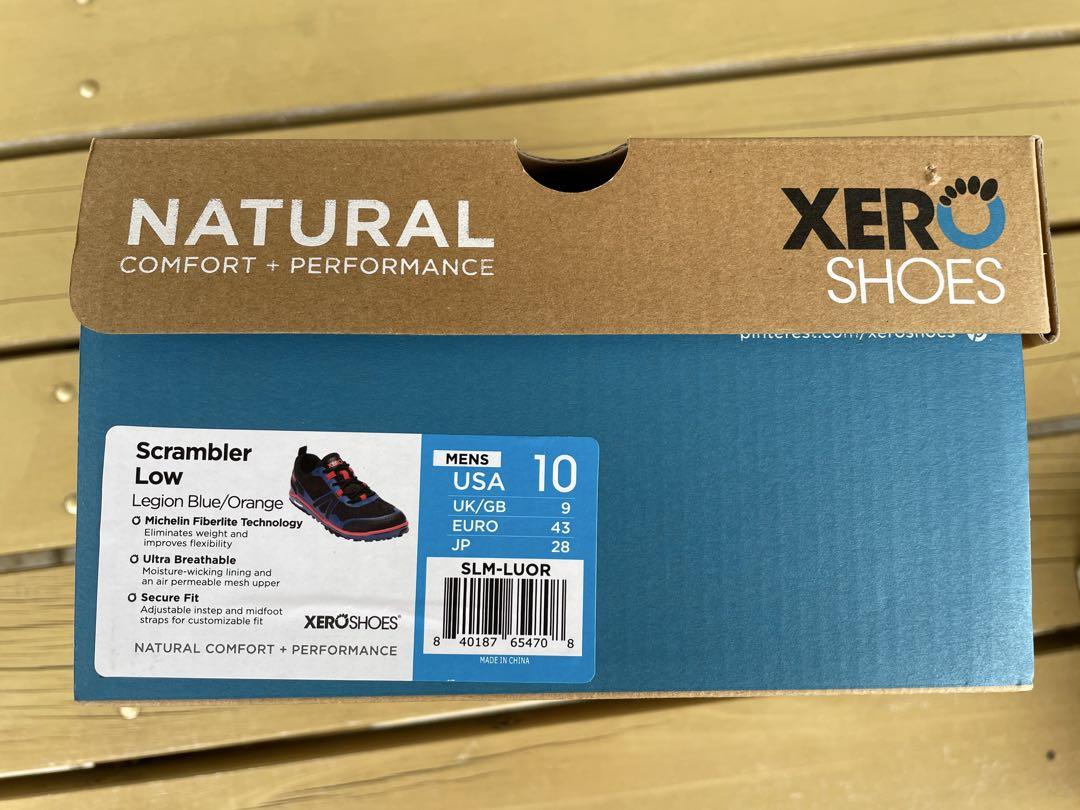 NATURAL
COMFORT + PERFORMANCE
XERO
SHOES
pinterest.com/xeroshoes
Scrambler
Low
Legion Blue/Orange
Michelin Fiberlite Technology
Eliminates weight and
improves flexibility
Ultra Breathable
Moisture-wicking lining and
an air permeable mesh upper
Secure Fit
Adjustable instep and midfoot
straps for customizable fit
XEROSHOES®
NATURAL COMFORT + PERFORMANCE
MENS
USA 10
UK/GB 9
EURO 43
JP 28
SLM-LUOR
8 40187 65470 8
MADE IN CHINA